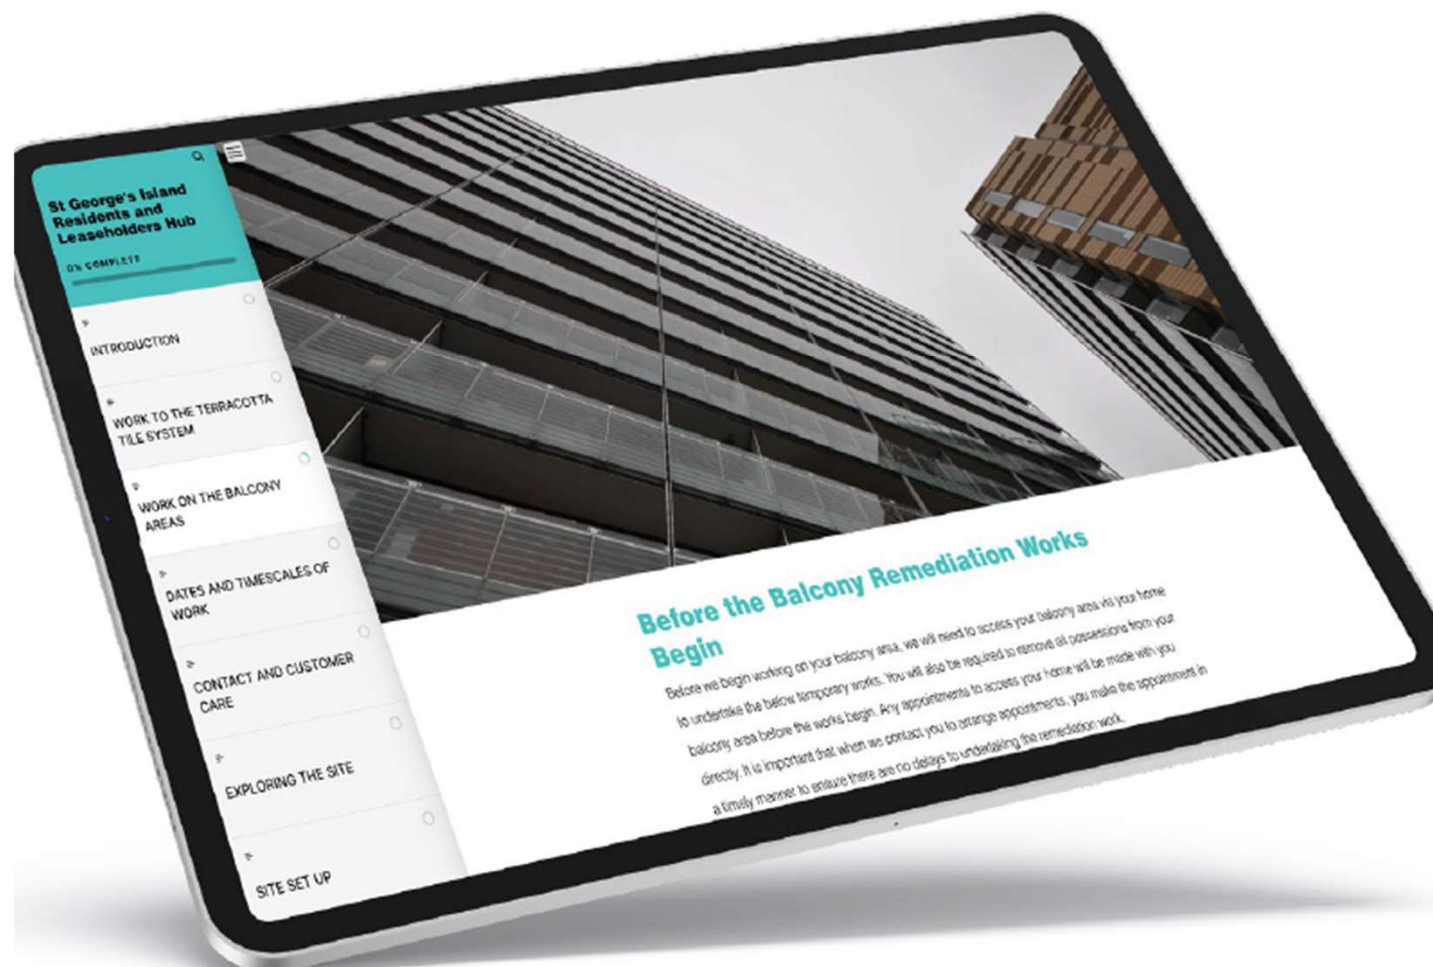 St George's Island
Residents and
Leaseholders Hub
0% COMPLETE
INTRODUCTION
WORK TO THE TERRACOTTA
TILE SYSTEM
WORK ON THE BALCONY
AREAS
DATES AND TIMESCALES OF
WORK
CONTACT AND CUSTOMER
CARE
EXPLORING THE SITE
SITE SET UP
Before the Balcony Remediation Works
Begin
Before we begin working on your balcony area, we will need to access your balcony area via your home
to undertake the below temporary works. You will also be required to remove all possessions from your
balcony area before the works begin. Any appointments to access your home will be made with you
directly. It is important that when we contact you to arrange appointments, you make the appointment in
a timely manner to ensure there are no delays to undertaking the remediation work.